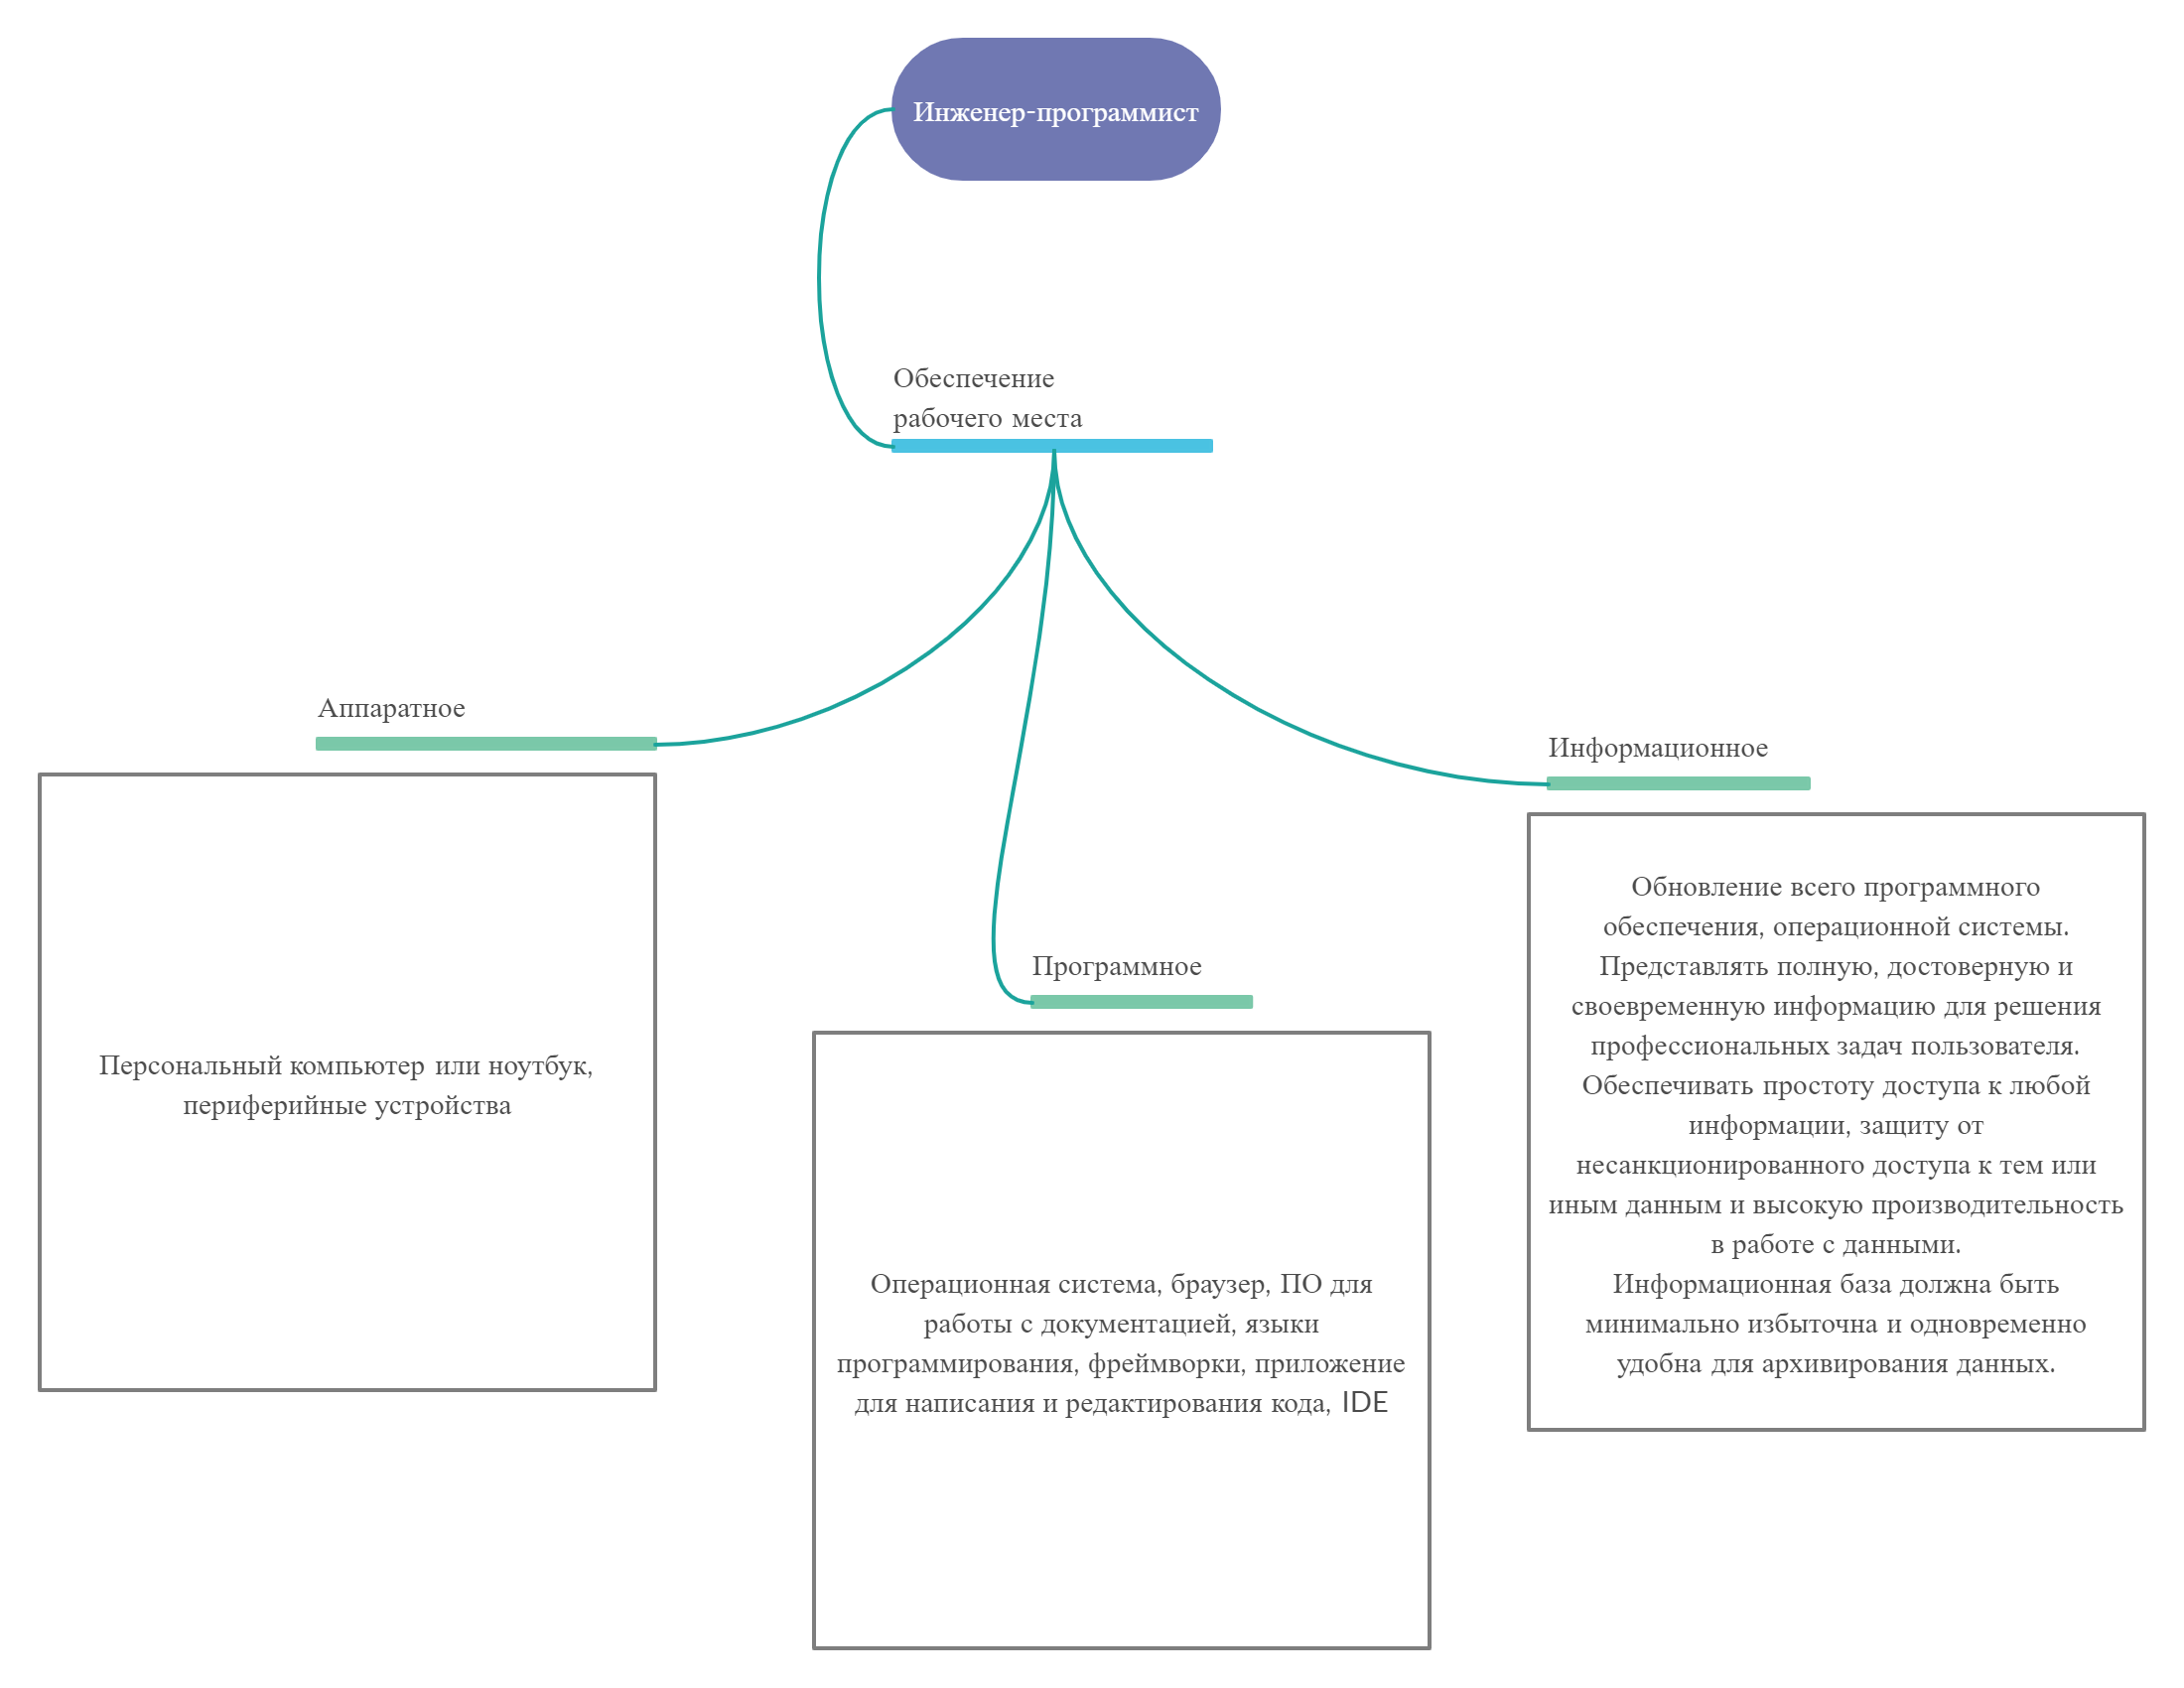 Инженер-программист
Обеспечение
рабочего места
Аппаратное
Персональный компьютер или ноутбук,
периферийные устройства
Программное
Операционная система, браузер, ПО для
работы с документацией, языки
программирования, фреймворки, приложение
для написания и редактирования кода, IDE
Информационное
Обновление всего программного
обеспечения, операционной системы.
Представлять полную, достоверную и
своевременную информацию для решения
профессиональных задач пользователя.
Обеспечивать простоту доступа к любой
информации, защиту от
несанкционированного доступа к тем или
иным данным и высокую производительность
в работе с данными.
Информационная база должна быть
минимально избыточна и одновременно
удобна для архивирования данных.